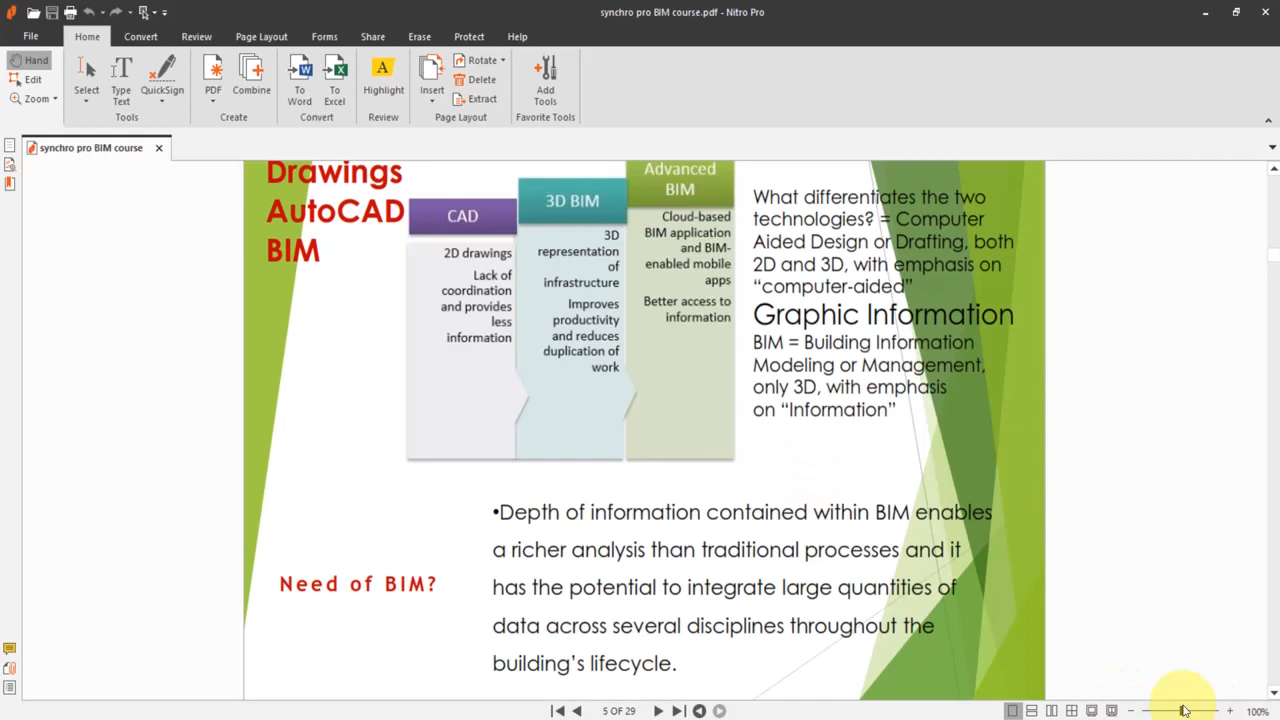 synchro pro BIM course.pdf - Nitro Pro
File
Home
Convert
Review
Page Layout
Forms
Share
Erase
Protect
Help
Hand
Edit
Zoom
Select
Type
Text
QuickSign
Tools
PDF
Combine
Create
To
Word
To
Excel
Convert
Highlight
Review
Insert
Rotate
Delete
Extract
Page Layout
Add
Tools
Favorite Tools
synchro pro BIM course
Drawings
AutoCAD
BIM
CAD
2D drawings
Lack of
coordination
and provides
less
information
3D BIM
3D
representation
of
infrastructure
Improves
productivity
and reduces
duplication of
work
Advanced
BIM
Cloud-based
BIM application
and BIM-
enabled mobile
apps
Better access to
information
What differentiates the two
technologies? = Computer
Aided Design or Drafting, both
2D and 3D, with emphasis on
“computer-aided”
Graphic Information
BIM = Building Information
Modeling or Management,
only 3D, with emphasis
on “Information”
Need of BIM?
•Depth of information contained within BIM enables
a richer analysis than traditional processes and it
has the potential to integrate large quantities of
data across several disciplines throughout the
building’s lifecycle.
5 OF 29
100%